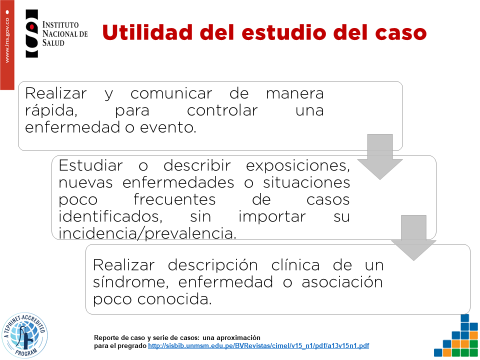 www.ins.gov.co
INSTITUTO
NACIONAL DE
SALUD
Utilidad del estudio del caso
Realizar y comunicar de manera
rápida, para controlar una
enfermedad o evento.
Estudiar o describir exposiciones,
nuevas enfermedades o situaciones
poco frecuentes de casos
identificados, sin importar su
incidencia/prevalencia.
Realizar descripción clínica de un
síndrome, enfermedad o asociación
poco conocida.
A TEPHINET ACCREDITED
PROGRAM
Reporte de caso y serie de casos: una aproximación
para el pregrado http://sisbib.unmsm.edu.pe/BVRevistas/cimel/v15_n1/pdf/a13v15n1.pdf